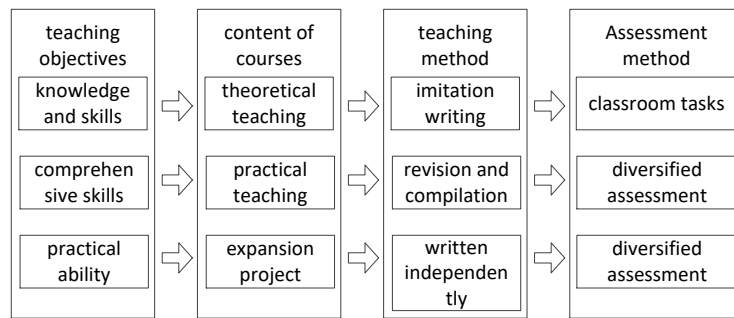 teaching
objectives
knowledge
and skills
comprehen
sive skills
practical
ability
content of
courses
theoretical
teaching
practical
teaching
expansion
project
teaching
method
imitation
writing
revision and
compilation
written
independen
tly
Assessment
method
classroom tasks
diversified
assessment
diversified
assessment